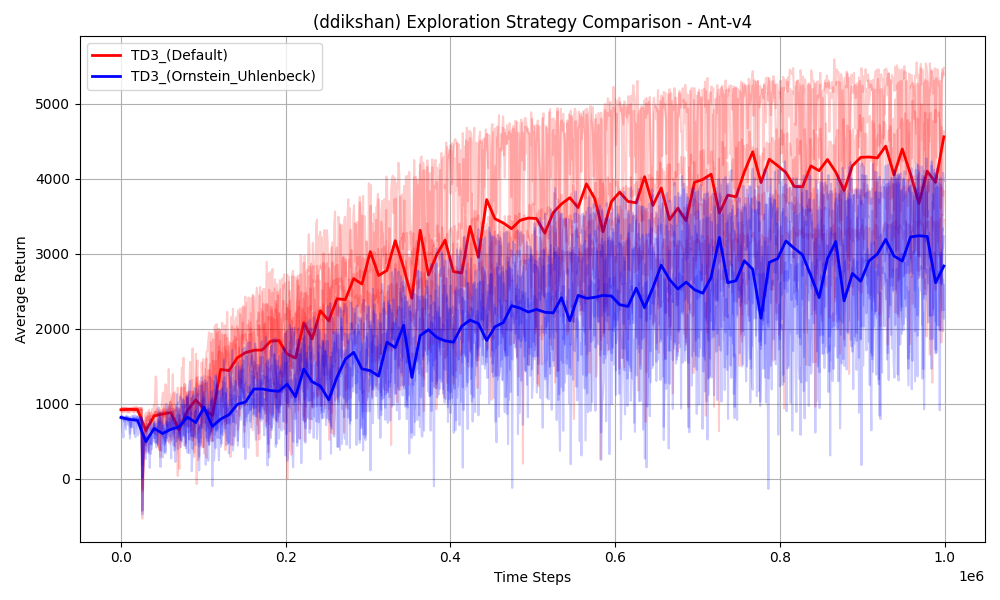 (ddikshan) Exploration Strategy Comparison - Ant-v4
TD3_(Default)
TD3_(Ornstein_Uhlenbeck)
Average Return
5000
4000
3000
2000
1000
0
0.0 0.2 0.4 0.6 0.8 1.0
1e6
Time Steps